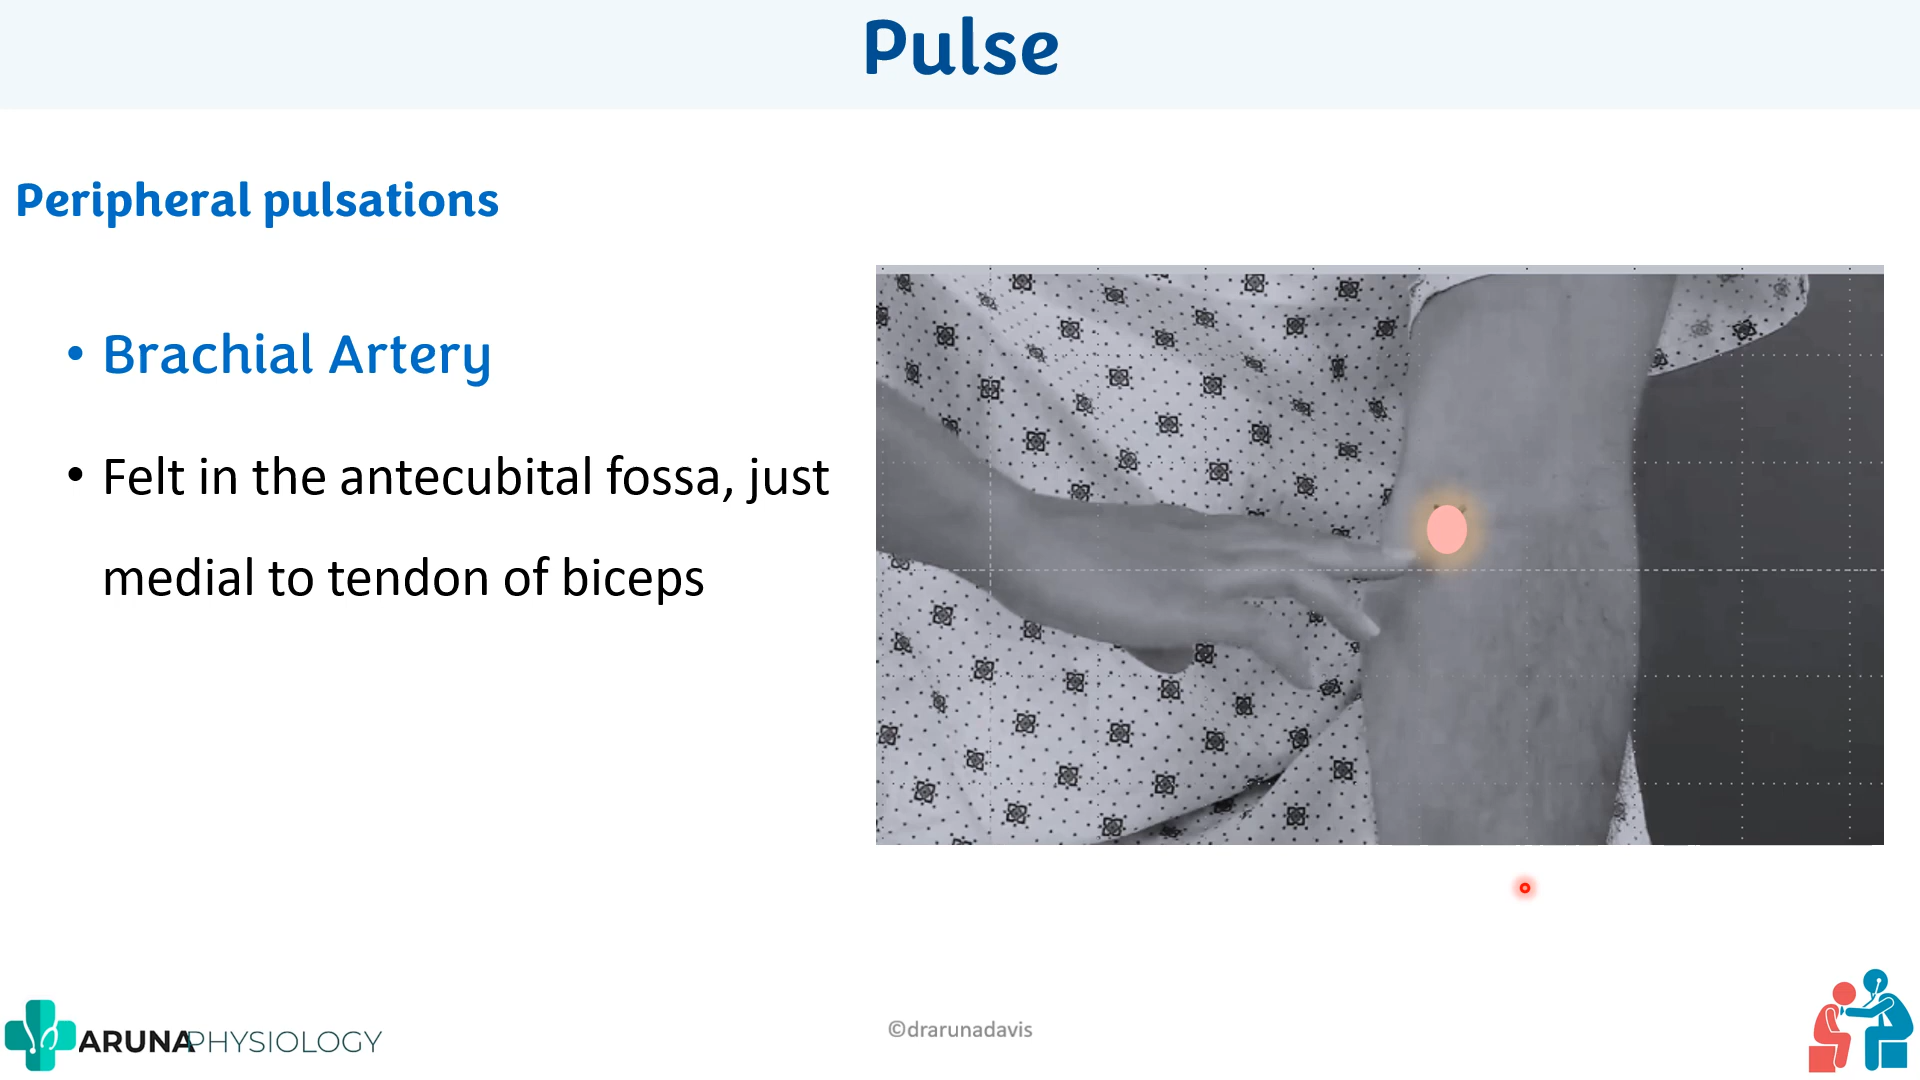 Pulse
Peripheral pulsations
• Brachial Artery
• Felt in the antecubital fossa, just
medial to tendon of biceps
ARUNAPHYSIOLOGY
©drarunadavis